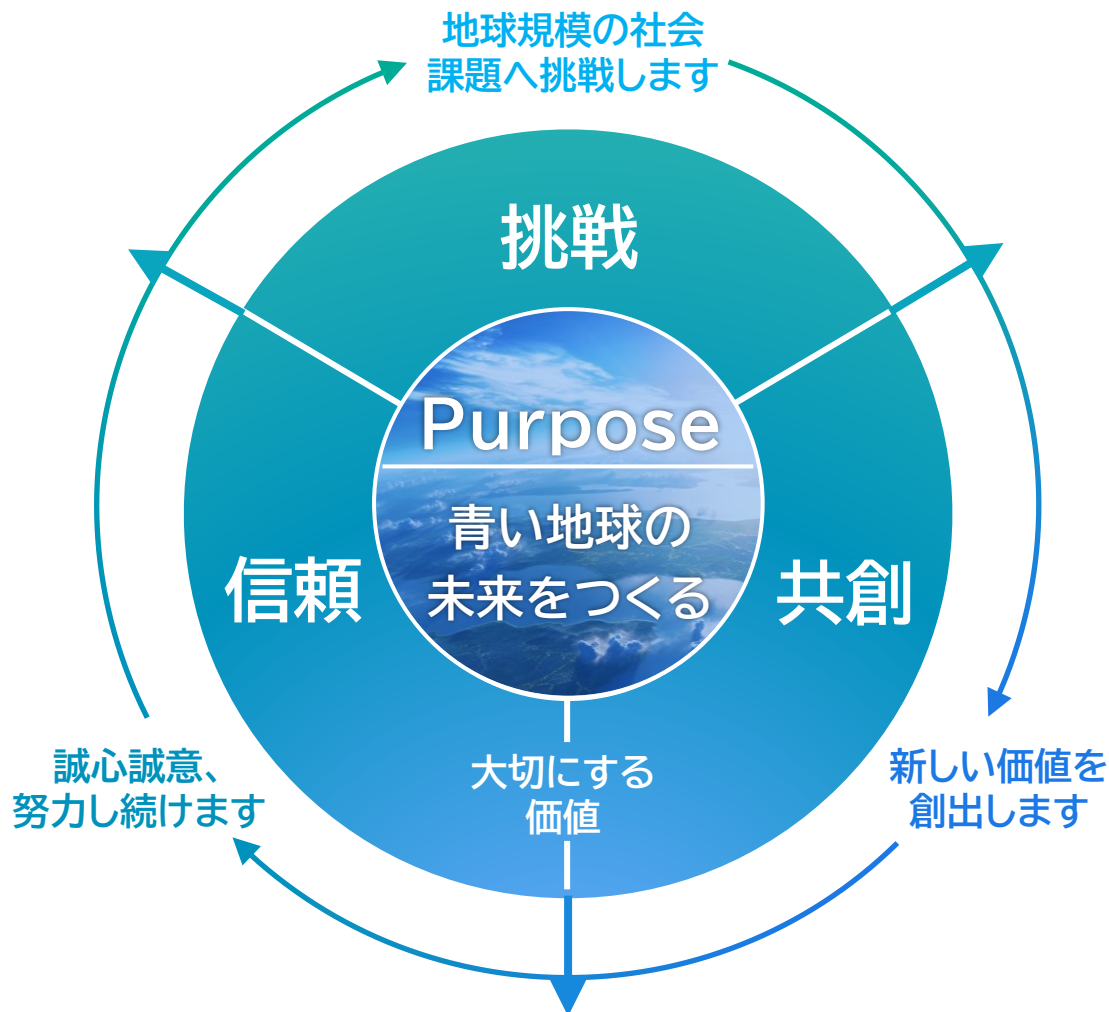 地球規模の社会
課題へ挑戦します
挑戦
Purpose
青い地球の
未来をつくる
信頼
共創
大切にする
価値
誠心誠意、
努力し続けます
新しい価値を
創出します